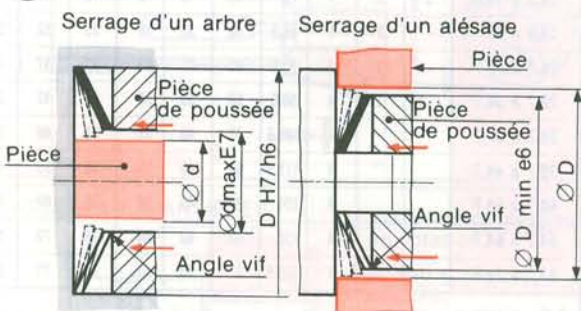 Serrage d'un arbre
Serrage d'un alésage
Pièce
Pièce
de poussée
Pièce
Ø d
Ø dmaxE7
D H7/h6
Angle vif
Pièce
de poussée
Angle vif
Ø D min e6
Ø D